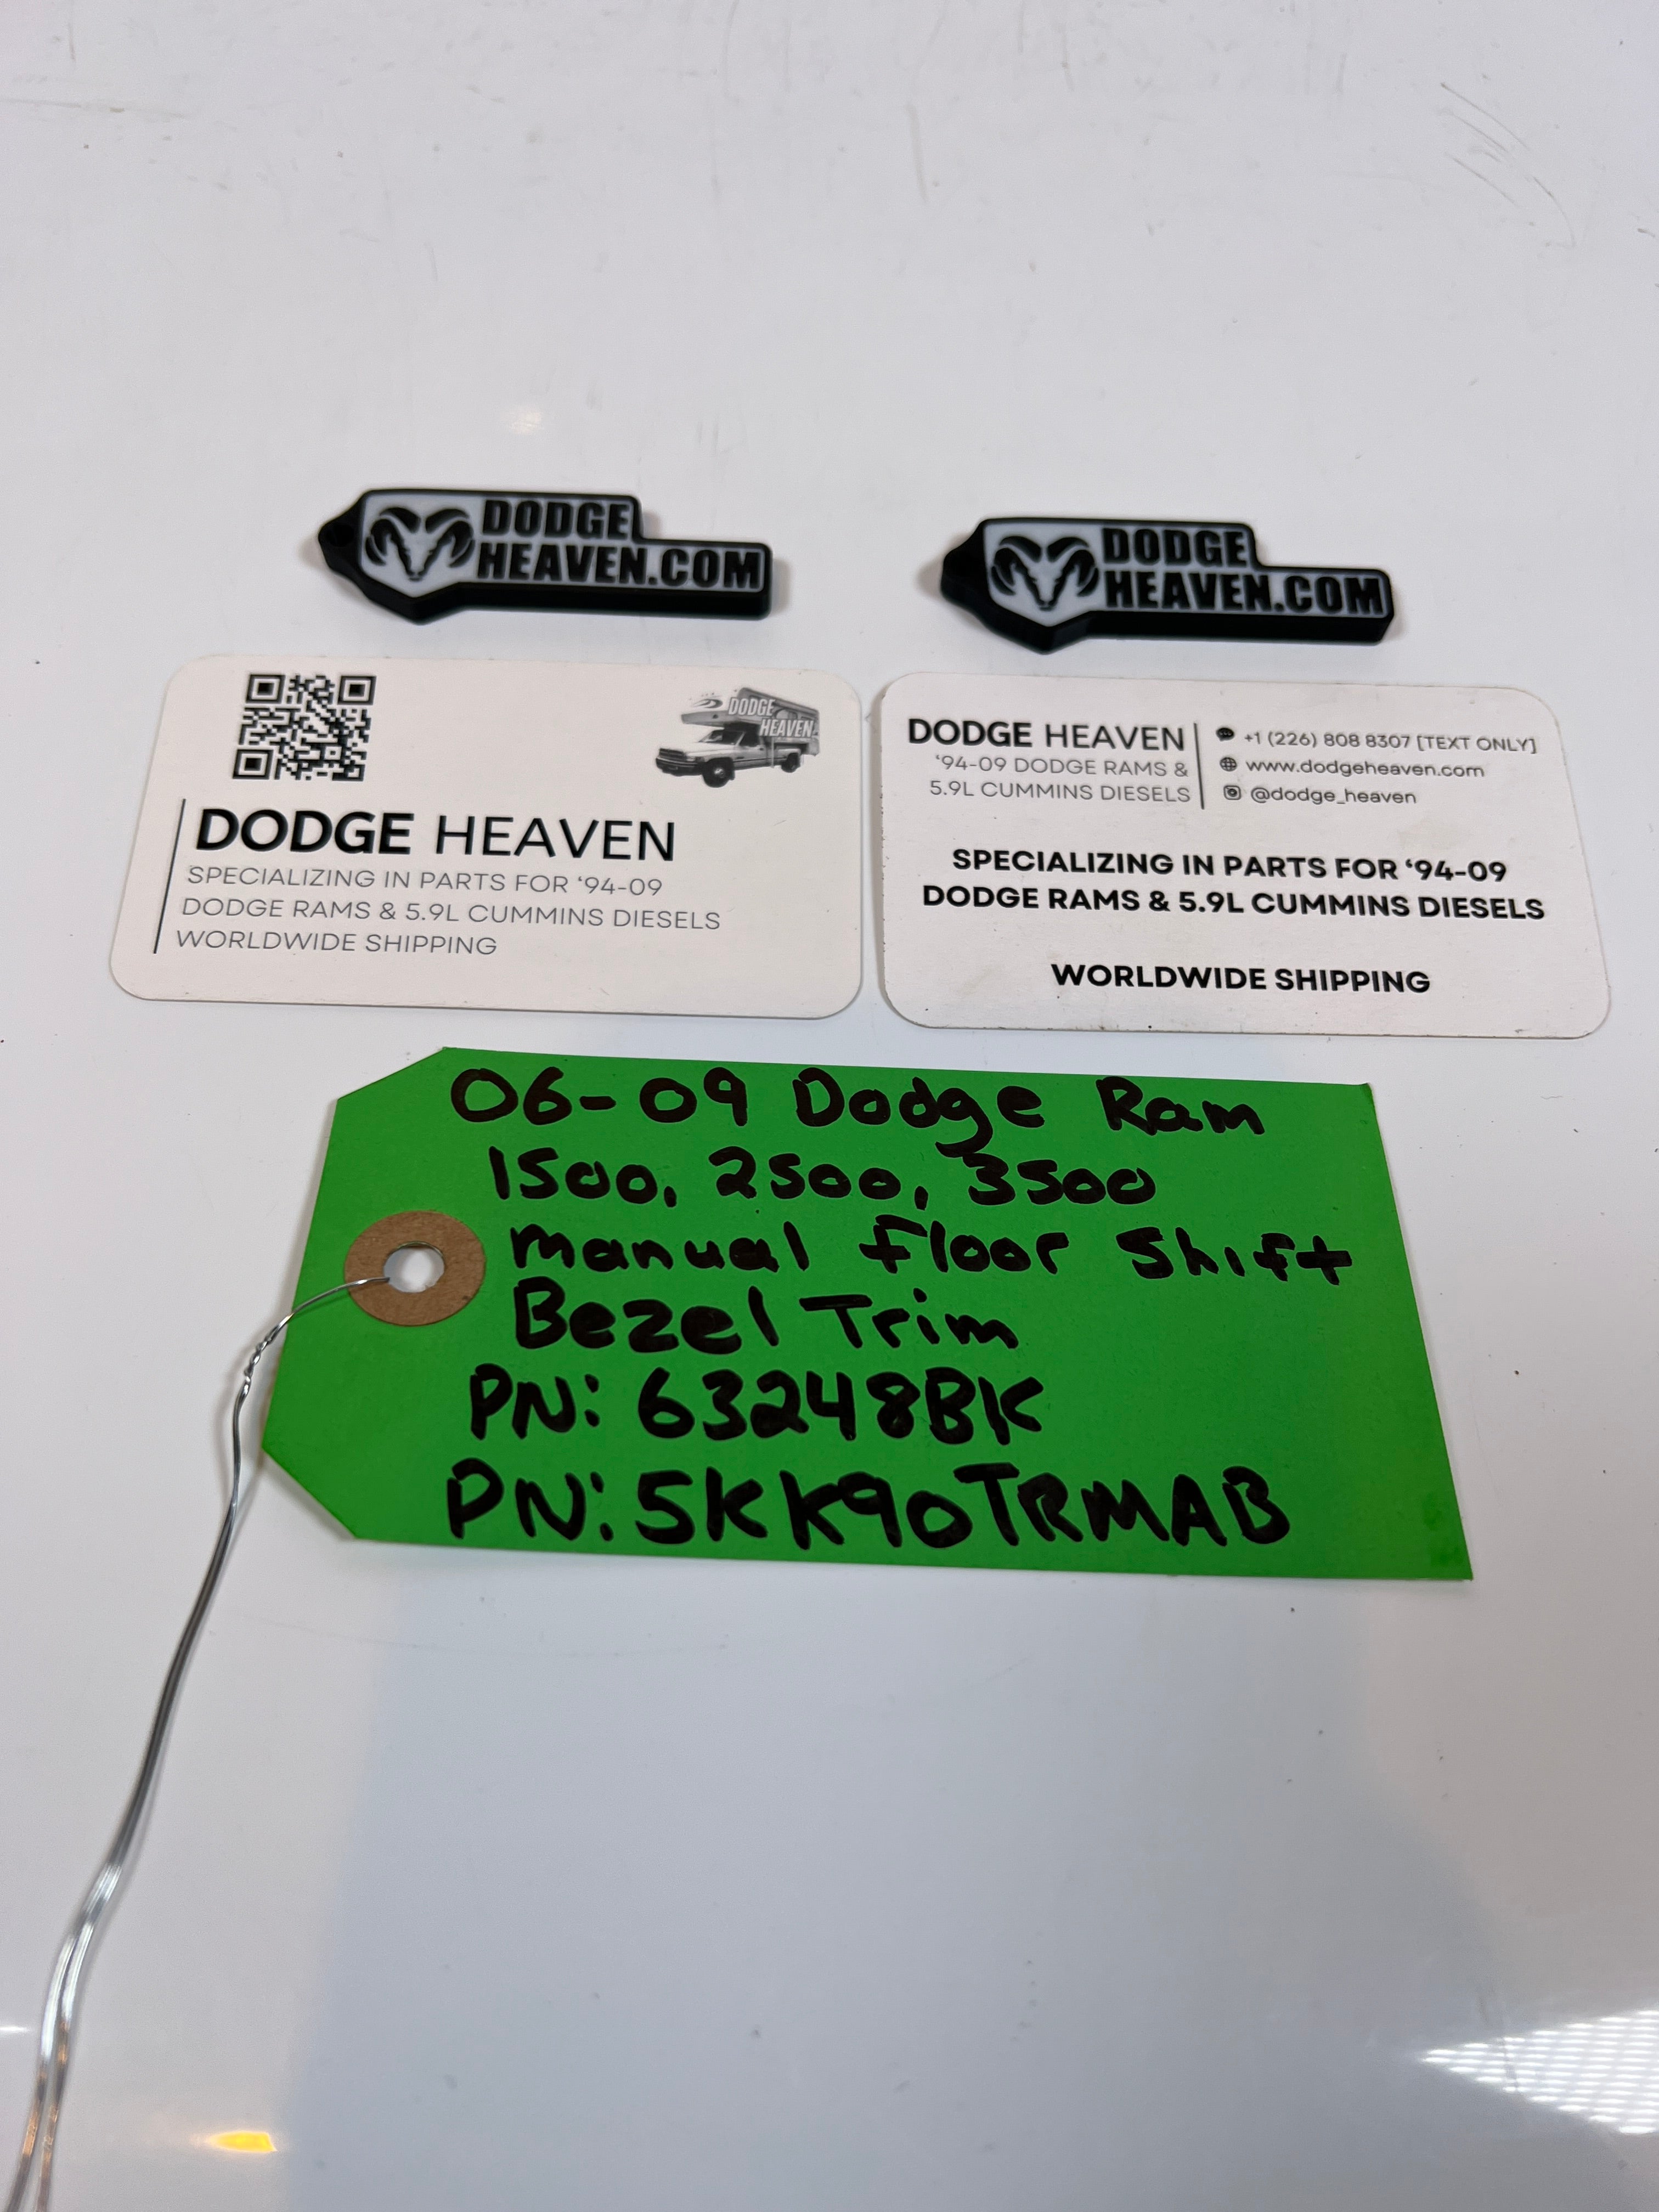 DODGE
HEAVEN.COM
DODGE
HEAVEN.COM
DODGE
HEAVEN
DODGE HEAVEN
SPECIALIZING IN PARTS FOR ‘94-09
DODGE RAMS & 5.9L CUMMINS DIESELS
WORLDWIDE SHIPPING
DODGE HEAVEN
‘94-09 DODGE RAMS &
5.9L CUMMINS DIESELS
+1 (226) 808 8307 [TEXT ONLY]
www.dodgeheaven.com
@dodge_heaven
SPECIALIZING IN PARTS FOR ‘94-09
DODGE RAMS & 5.9L CUMMINS DIESELS
WORLDWIDE SHIPPING
06-09 Dodge Ram
1500, 2500, 3500
Manual Floor Shift
Bezel Trim
PN: 63248BK
PN: 5KK90TRMAB